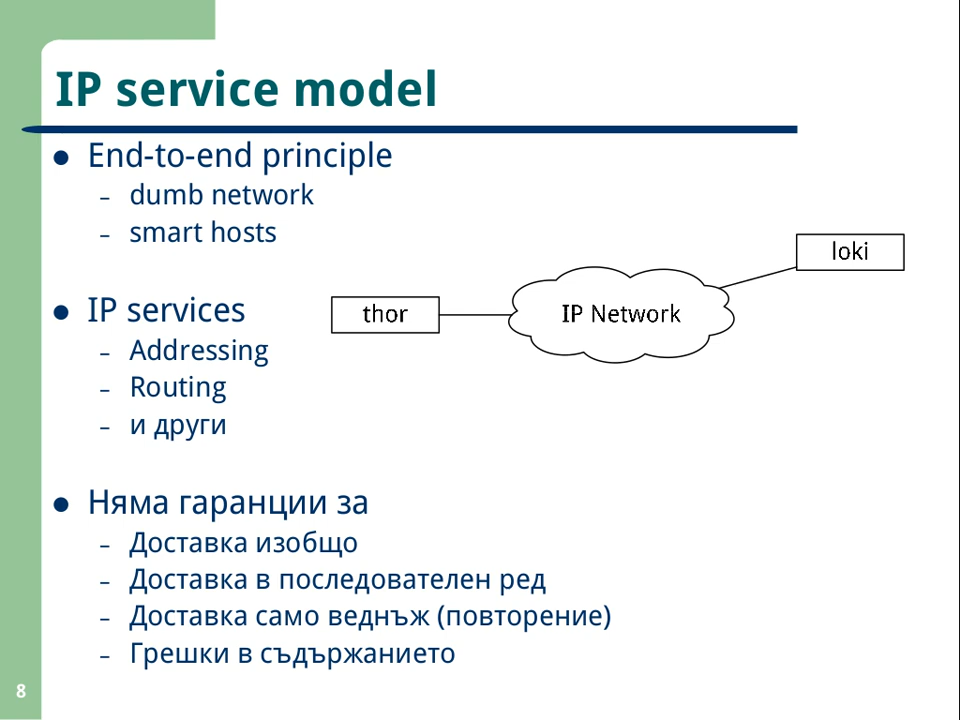 IP service model
● End-to-end principle
– dumb network
– smart hosts
● IP services
– Addressing
– Routing
– и други
thor
IP Network
loki
● Няма гаранции за
– Доставка изобщо
– Доставка в последователен ред
– Доставка само веднъж (повторение)
– Грешки в съдържанието
8